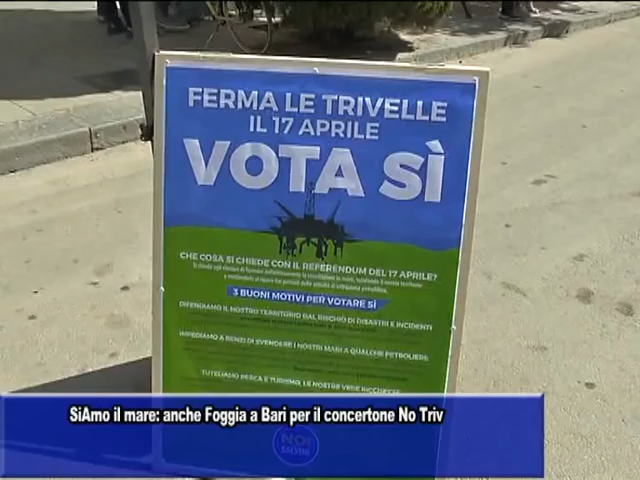 FERMA LE TRIVELLE
IL 17 APRILE
VOTA SÌ
CHE COSA SI CHIEDE CON IL REFERENDUM DEL 17 APRILE?
3 BUONI MOTIVI PER VOTARE SÌ
DIFENDIAMO IL NOSTRO TERRITORIO DAL RISCHIO DI DISASTRI E INCIDENTI
IMPEDIAMO A RENZI DI SVENDERE I NOSTRI MARI A QUALCHE PETROLIERE
TUTELIAMO PESCA E TURISMO, LE NOSTRE VERE RICCHEZZE
SiAmo il mare: anche Foggia a Bari per il concertone No Triv
NOI
SALVINI